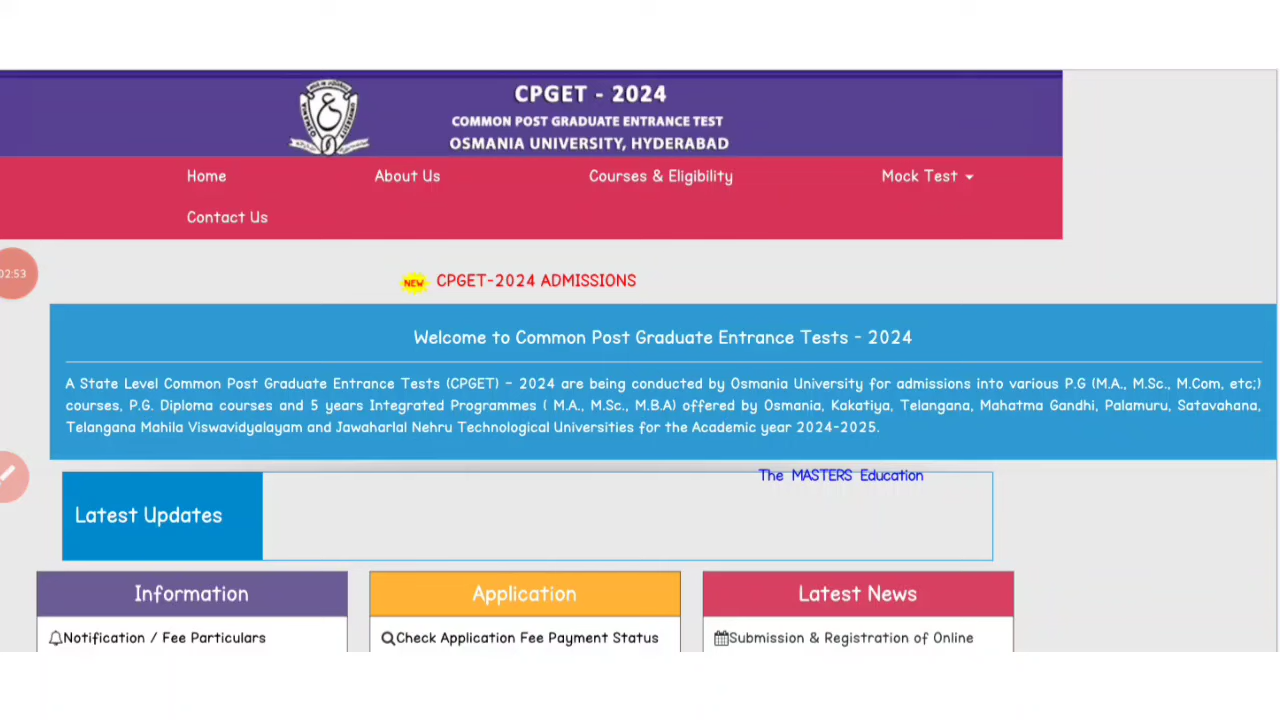 CPGET - 2024
COMMON POST GRADUATE ENTRANCE TEST
OSMANIA UNIVERSITY, HYDERABAD
Home
About Us
Courses & Eligibility
Mock Test
Contact Us
02:53
NEW CPGET-2024 ADMISSIONS
Welcome to Common Post Graduate Entrance Tests - 2024
A State Level Common Post Graduate Entrance Tests (CPGET) – 2024 are being conducted by Osmania University for admissions into various P.G (M.A., M.Sc., M.Com, etc;)
courses, P.G. Diploma courses and 5 years Integrated Programmes ( M.A., M.Sc., M.B.A) offered by Osmania, Kakatiya, Telangana, Mahatma Gandhi, Palamuru, Satavahana,
Telangana Mahila Viswavidyalayam and Jawaharlal Nehru Technological Universities for the Academic year 2024-2025.
The MASTERS Education
Latest Updates
Information
Application
Latest News
Notification / Fee Particulars
Check Application Fee Payment Status
Submission & Registration of Online